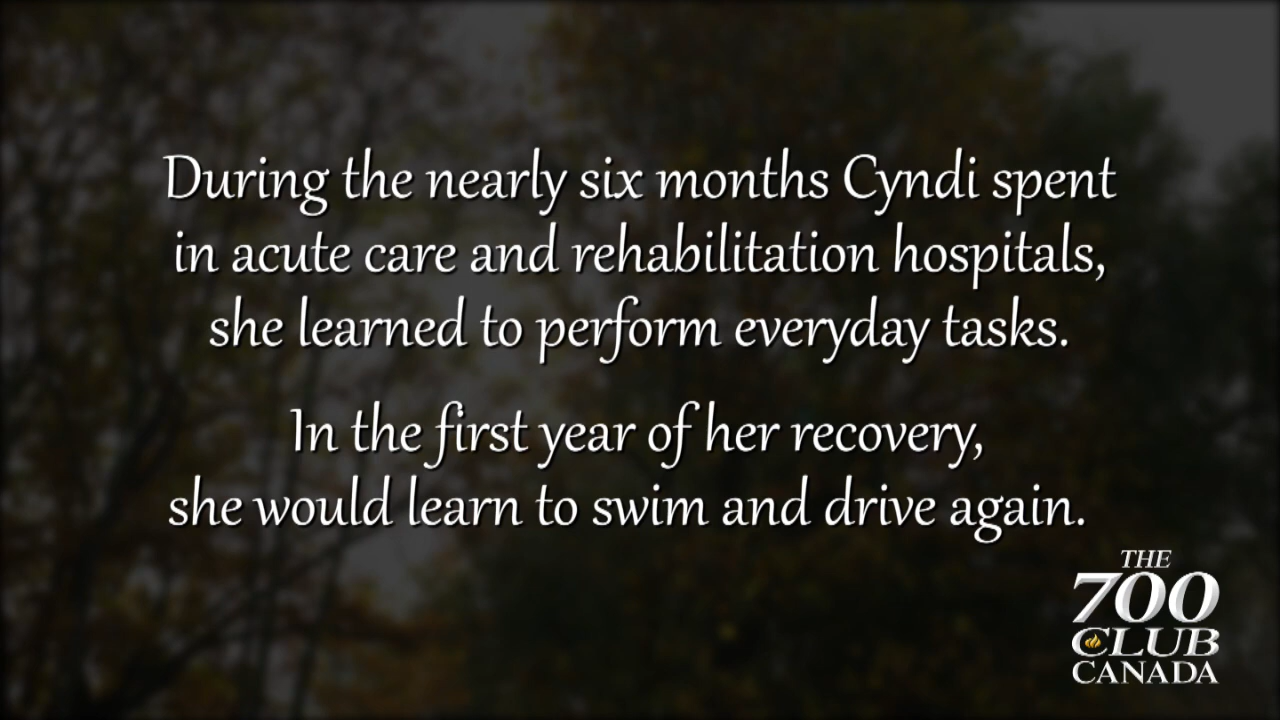 During the nearly six months Cyndi spent
in acute care and rehabilitation hospitals,
she learned to perform everyday tasks.
In the first year of her recovery,
she would learn to swim and drive again.
THE
700
CLUB
CANADA